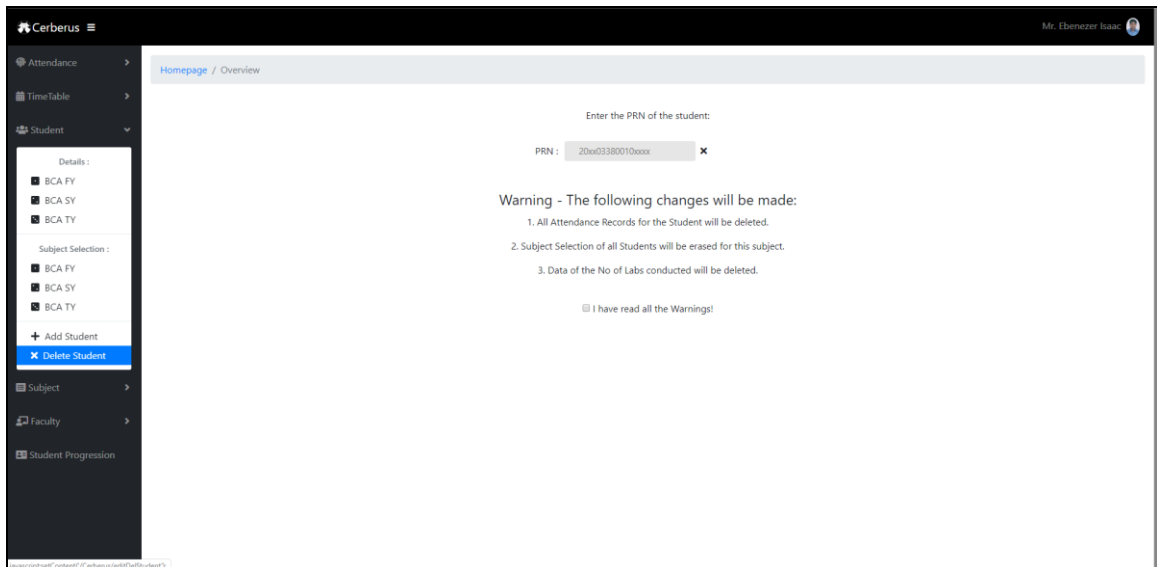 Cerberus
Mr. Ebenezer Isaac
Attendance
TimeTable
Student
Details :
BCA FY
BCA SY
BCA TY
Subject Selection :
BCA FY
BCA SY
BCA TY
Add Student
Delete Student
Subject
Faculty
Student Progression
Homepage / Overview
Enter the PRN of the student:
PRN : 20xx03380010xxxx
Warning - The following changes will be made:
1. All Attendance Records for the Student will be deleted.
2. Subject Selection of all Students will be erased for this subject.
3. Data of the No of Labs conducted will be deleted.
I have read all the Warnings!
javascript:setContent('/Cerberus/editDelStudent');